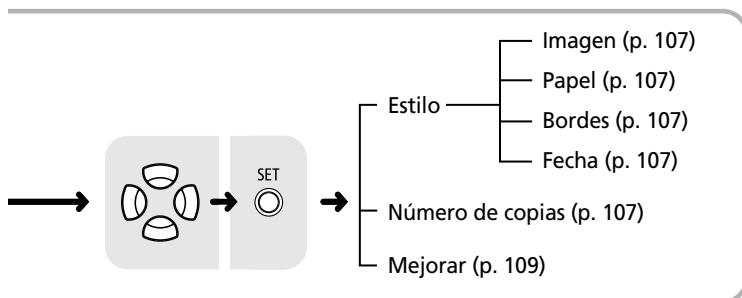 Imagen (p. 107)
Papel (p. 107)
Estilo
Bordes (p. 107)
Fecha (p. 107)
SET
Número de copias (p. 107)
Mejorar (p. 109)